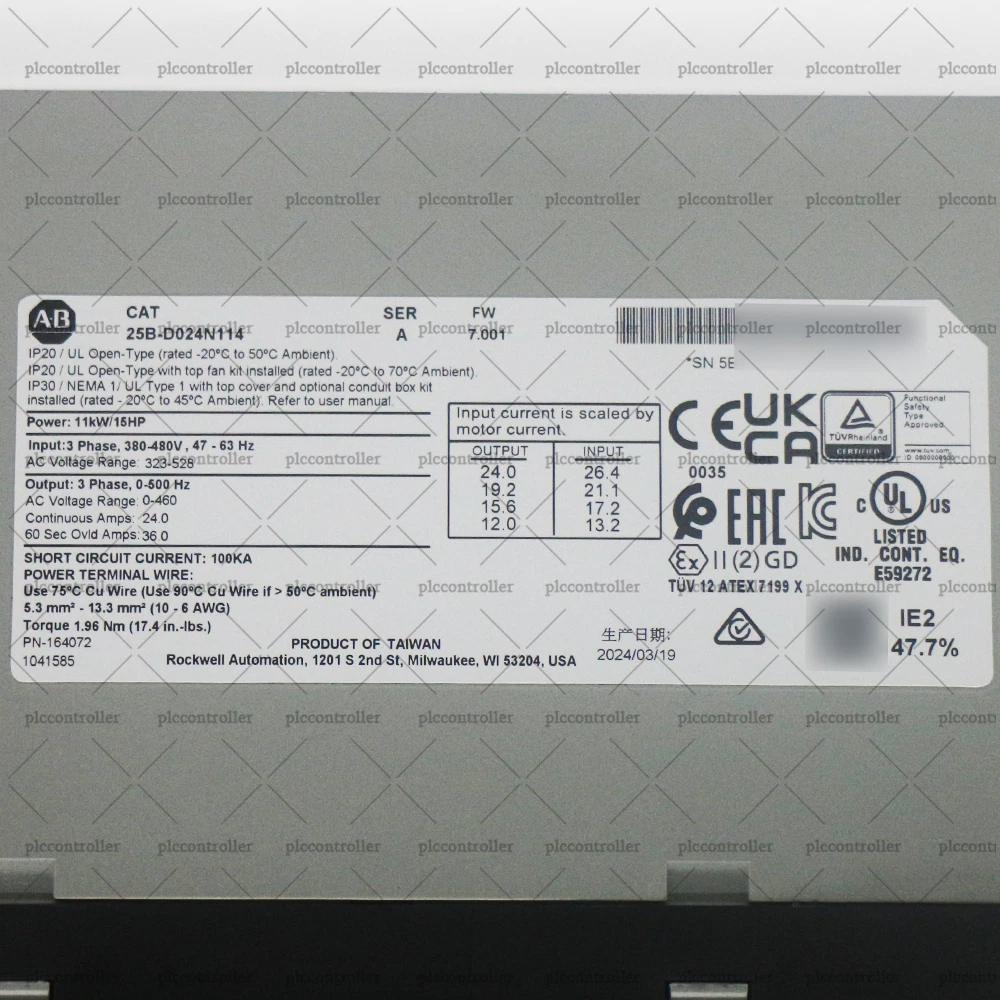 AB
CAT SER FW
25B-D024N114 A 7.001
IP20 / UL Open-Type (rated -20°C to 50°C Ambient).
IP20 / UL Open-Type with top fan kit installed (rated -20°C to 70°C Ambient).
IP30 / NEMA 1/ UL Type 1 with top cover and optional conduit box kit
installed (rated - 20°C to 45°C Ambient). Refer to user manual.
Power: 11kW/15HP
Input:3 Phase, 380-480V , 47 - 63 Hz
AC Voltage Range: 323-528
Output: 3 Phase, 0-500 Hz
AC Voltage Range: 0-460
Continuous Amps: 24.0
60 Sec Ovld Amps:36.0
SHORT CIRCUIT CURRENT: 100KA
POWER TERMINAL WIRE:
Use 75°C Cu Wire (Use 90°C Cu Wire if > 50°C ambient)
5.3 mm² - 13.3 mm² (10 - 6 AWG)
Torque 1.96 Nm (17.4 in.-lbs.)
PN-164072
1041585
PRODUCT OF TAIWAN
Rockwell Automation, 1201 S 2nd St, Milwaukee, WI 53204, USA
Input current is scaled by
motor current.
OUTPUT INPUT
24.0 26.4
19.2 21.1
15.6 17.2
12.0 13.2
*SN 5E
CE
0035
UK
CA
TÜVRheinland
CERTIFIED
Functional
Safety
Type
Approved
www.tuv.com
EAC
KC
C UL US
LISTED
IND. CONT. EQ.
E59272
Ex II (2) GD
TÜV 12 ATEX 7199 X
生产日期:
2024/03/19
IE2
47.7%
plccontroller